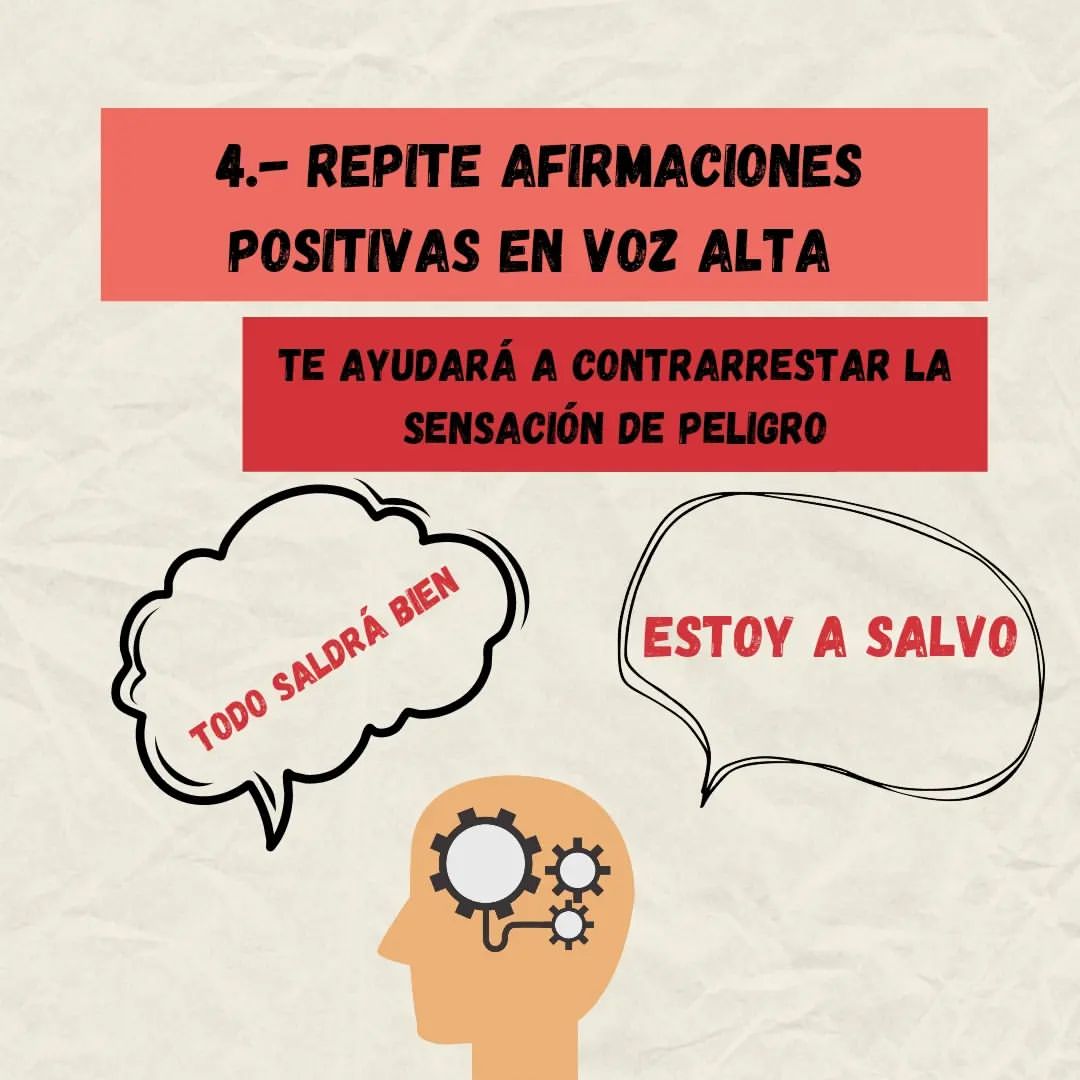 4.- REPITE AFIRMACIONES
POSITIVAS EN VOZ ALTA
TE AYUDARÁ A CONTRARRESTAR LA
SENSACIÓN DE PELIGRO
TODO SALDRÁ BIEN
ESTOY A SALVO